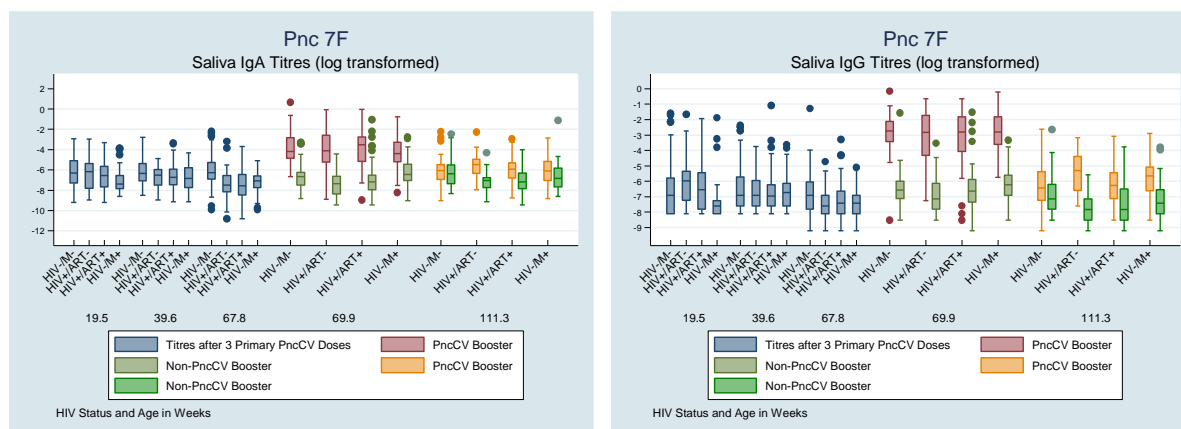 Pnc 7F
Saliva IgA Titres (log transformed)
2
0
-2
-4
-6
-8
-10
-12
HIV-/M- HIV+/ART- HIV+/ART+ HIV-/M+ HIV-/M- HIV+/ART- HIV+/ART+ HIV-/M+ HIV-/M- HIV+/ART- HIV+/ART+ HIV-/M+ HIV-/M- HIV+/ART- HIV+/ART+ HIV-/M+ HIV-/M- HIV+/ART- HIV+/ART+ HIV-/M+
19.5 39.6 67.8 69.9 111.3
Titres after 3 Primary PncCV Doses PncCV Booster
Non-PncCV Booster PncCV Booster
Non-PncCV Booster
HIV Status and Age in Weeks
Pnc 7F
Saliva IgG Titres (log transformed)
0
-1
-2
-3
-4
-5
-6
-7
-8
-9
HIV-/M- HIV+/ART- HIV+/ART+ HIV-/M+ HIV-/M- HIV+/ART- HIV+/ART+ HIV-/M+ HIV-/M- HIV+/ART- HIV+/ART+ HIV-/M+ HIV-/M- HIV+/ART- HIV+/ART+ HIV-/M+ HIV-/M- HIV+/ART- HIV+/ART+ HIV-/M+
19.5 39.6 67.8 69.9 111.3
Titres after 3 Primary PncCV Doses PncCV Booster
Non-PncCV Booster PncCV Booster
Non-PncCV Booster
HIV Status and Age in Weeks